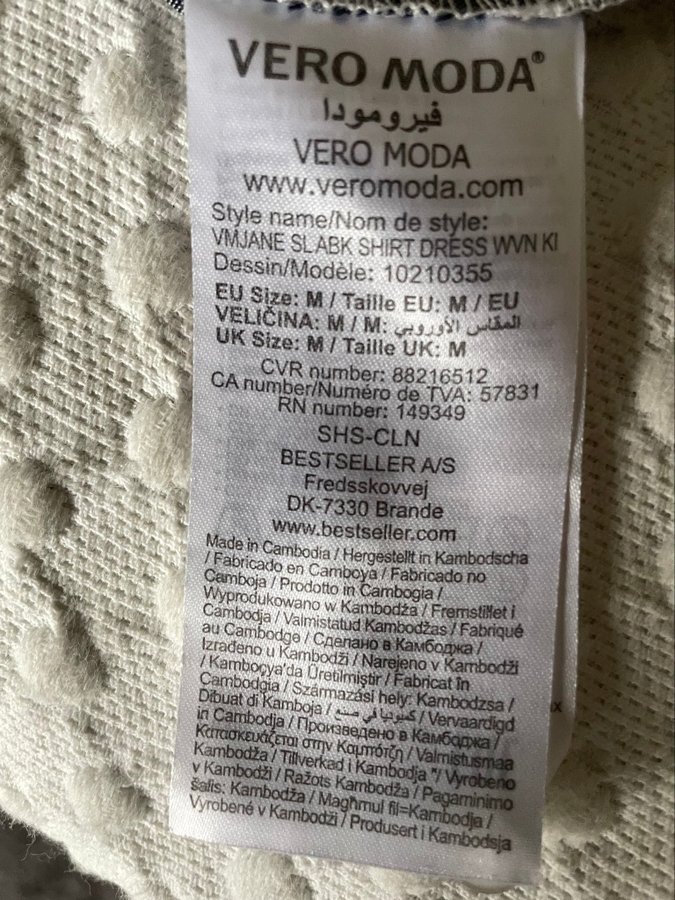 VERO MODA®
فيرومودا
VERO MODA
www.veromoda.com
Style name/Nom de style:
VMJANE SLABK SHIRT DRESS WVN KI
Dessin/Modèle: 10210355
EU Size: M / Taille EU: M / EU
VELIČINA: M / M: المقاس الأوروبي
UK Size: M / Taille UK: M
CVR number: 88216512
CA number/Numéro de TVA: 57831
RN number: 149349
SHS-CLN
BESTSELLER A/S
Fredsskovvej
DK-7330 Brande
www.bestseller.com
Made in Cambodia / Hergestellt in Kambodscha
/ Fabricado en Camboya / Fabricado no
Camboja / Prodotto in Cambogia /
Wyprodukowano w Kambodża / Fremstillet i
Cambodja / Valmistatud Kambodžas / Fabriqué
au Cambodge / Сделано в Камбоджа /
Izrađeno u Kambodži / Narejeno v Kambodži
/ Kamboçya'da Üretilmiştir / Fabricat în
Cambodgia / Származási hely: Kambodzsa /
Dibuat di Kamboja / كمبوديا في صنع / Vervaardigd
in Cambodja / Произведено в Камбоджа /
Κατασκευάζεται στην Καμπότζη / Valmistusmaa
Kambodža / Tillverkad i Kambodja */ Vyrobeno
v Kambodži / Ražots Kambodža / Pagaminimo
šalis: Kambodža / Magħmul fil=Kambodja /
Vyrobené v Kambodži / Produsert i Kambodsja